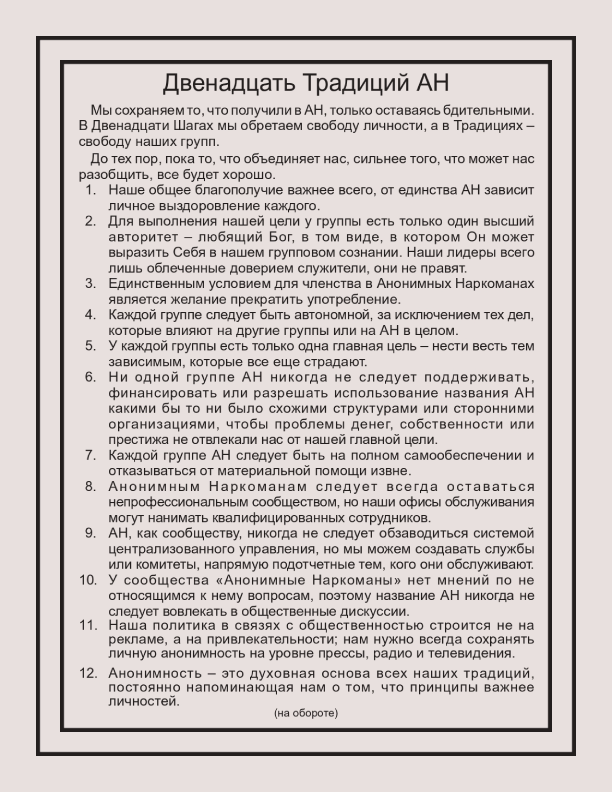 Двенадцать Традиций АН
Мы сохраняем то, что получили в АН, только оставаясь бдительными.
В Двенадцати Шагах мы обретаем свободу личности, а в Традициях –
свободу наших групп.
До тех пор, пока то, что объединяет нас, сильнее того, что может нас
разобщить, все будет хорошо.
1. Наше общее благополучие важнее всего, от единства АН зависит
личное выздоровление каждого.
2. Для выполнения нашей цели у группы есть только один высший
авторитет – любящий Бог, в том виде, в котором Он может
выразить Себя в нашем групповом сознании. Наши лидеры всего
лишь облеченные доверием служители, они не правят.
3. Единственным условием для членства в Анонимных Наркоманах
является желание прекратить употребление.
4. Каждой группе следует быть автономной, за исключением тех дел,
которые влияют на другие группы или на АН в целом.
5. У каждой группы есть только одна главная цель – нести весть тем
зависимым, которые все еще страдают.
6. Ни одной группе АН никогда не следует поддерживать,
финансировать или разрешать использование названия АН
какими бы то ни было схожими структурами или сторонними
организациями, чтобы проблемы денег, собственности или
престижа не отвлекали нас от нашей главной цели.
7. Каждой группе АН следует быть на полном самообеспечении и
отказываться от материальной помощи извне.
8. Анонимным Наркоманам следует всегда оставаться
непрофессиональным сообществом, но наши офисы обслуживания
могут нанимать квалифицированных сотрудников.
9. АН, как сообществу, никогда не следует обзаводиться системой
централизованного управления, но мы можем создавать службы
или комитеты, напрямую подотчетные тем, кого они обслуживают.
10. У сообщества «Анонимные Наркоманы» нет мнений по не
относящимся к нему вопросам, поэтому название АН никогда не
следует вовлекать в общественные дискуссии.
11. Наша политика в связях с общественностью строится не на
рекламе, а на привлекательности; нам нужно всегда сохранять
личную анонимность на уровне прессы, радио и телевидения.
12. Анонимность – это духовная основа всех наших традиций,
постоянно напоминающая нам о том, что принципы важнее
личностей.
(на обороте)